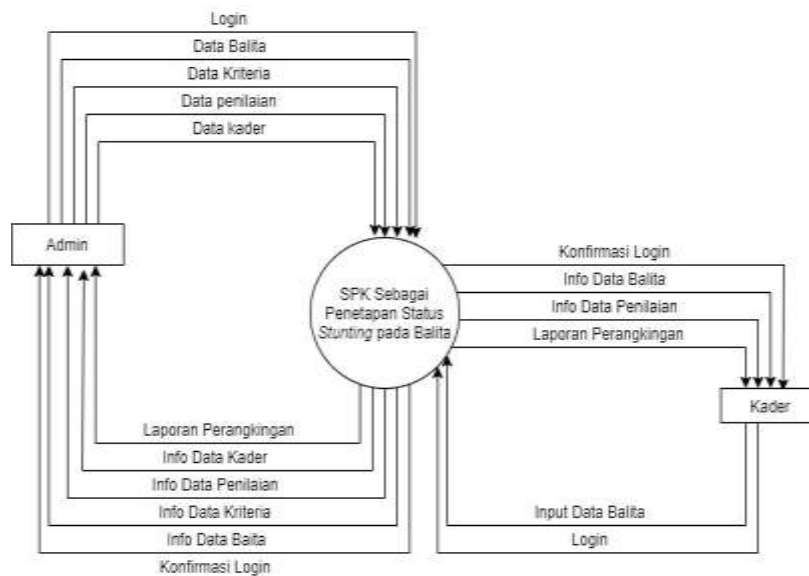 Login
Data Balita
Data Kriteria
Data penilaian
Data kader
Admin
SPK Sebagai
Penetapan Status
Stunting pada Balita
Konfirmasi Login
Info Data Balita
Info Data Penilaian
Laporan Perangkingan
Kader
Laporan Perangkingan
Info Data Kader
Info Data Penilaian
Info Data Kriteria
Info Data Baita
Konfirmasi Login
Input Data Balita
Login